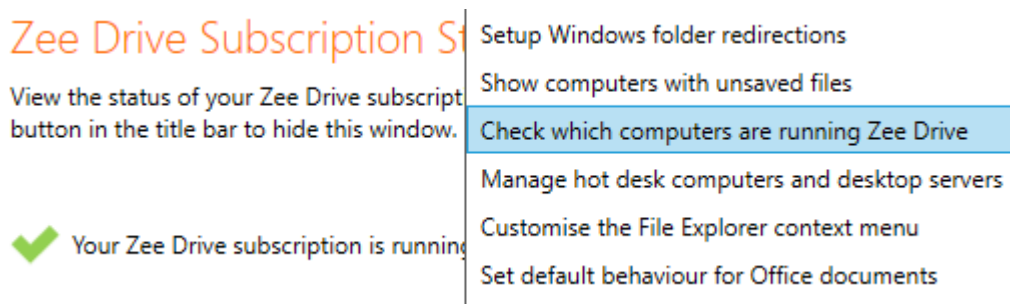 Zee Drive Subscription
View the status of your Zee Drive
button in the title bar to hide this window.
Your Zee Drive subscription is running
Setup Windows folder redirections
Show computers with unsaved files
Check which computers are running Zee Drive
Manage hot desk computers and desktop servers
Customise the File Explorer context menu
Set default behaviour for Office documents